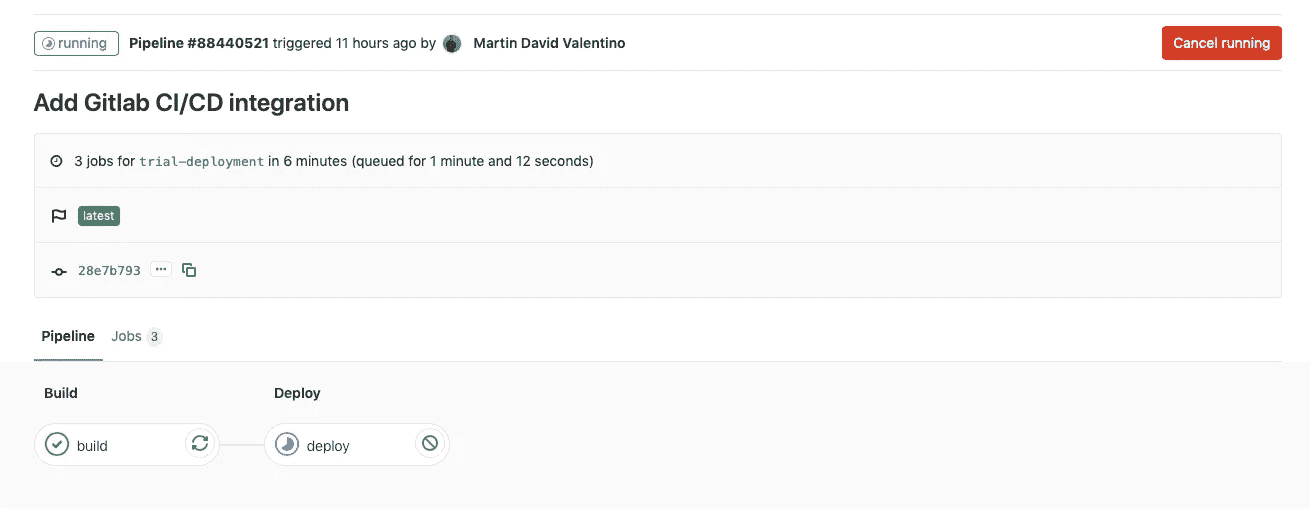 running Pipeline #88440521 triggered 11 hours ago by Martin David Valentino Cancel running
Add Gitlab CI/CD integration
3 jobs for trial-deployment in 6 minutes (queued for 1 minute and 12 seconds)
latest
28e7b793 ...
Pipeline Jobs 3
Build Deploy
build deploy